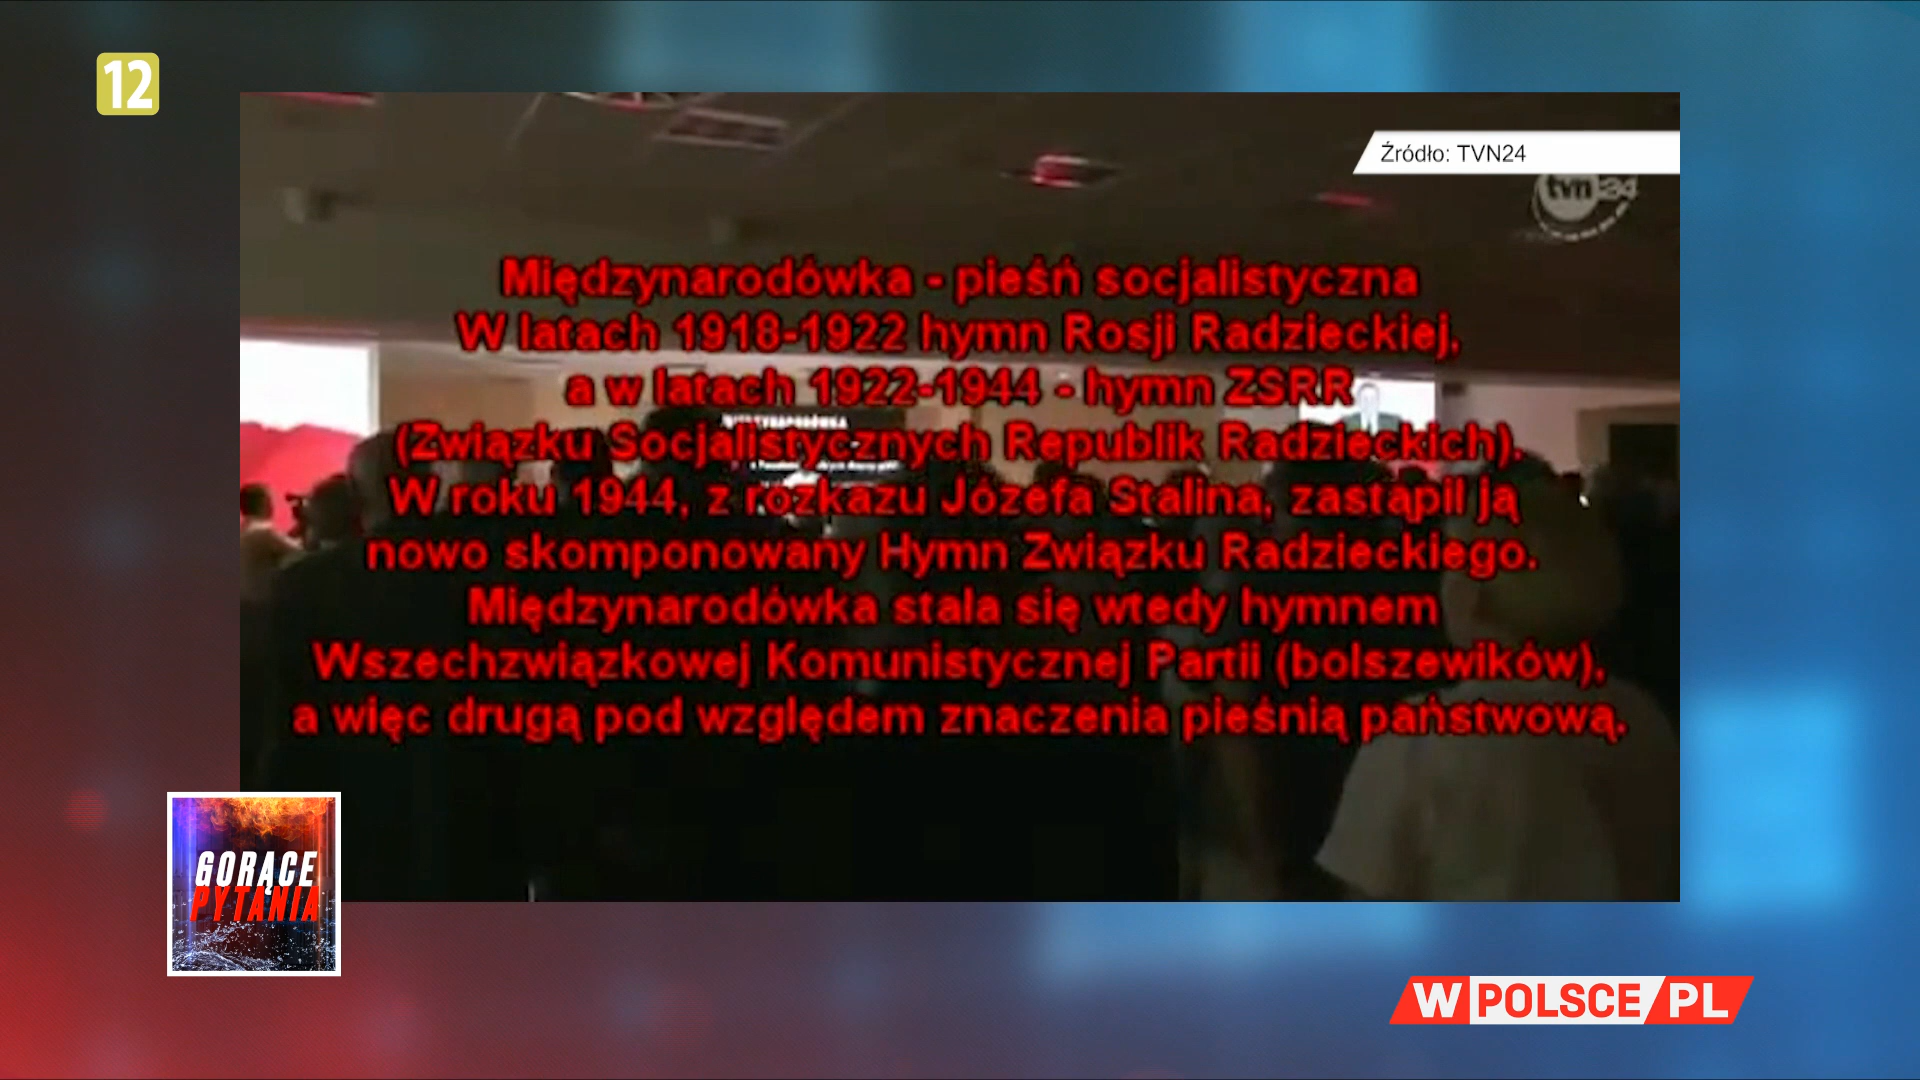 12
Źródło: TVN24
tvn24
Międzynarodówka - pieśń socjalistyczna
W latach 1918-1922 hymn Rosji Radzieckiej,
a w latach 1922-1944 - hymn ZSRR
(Związku Socjalistycznych Republik Radzieckich).
W roku 1944, z rozkazu Józefa Stalina, zastąpił ją
nowo skomponowany Hymn Związku Radzieckiego.
Międzynarodówka stała się wtedy hymnem
Wszechzwiązkowej Komunistycznej Partii (bolszewików),
a więc drugą pod względem znaczenia pieśnią państwową.
GORĄCE
PYTANIA
WPOLSCE/PL